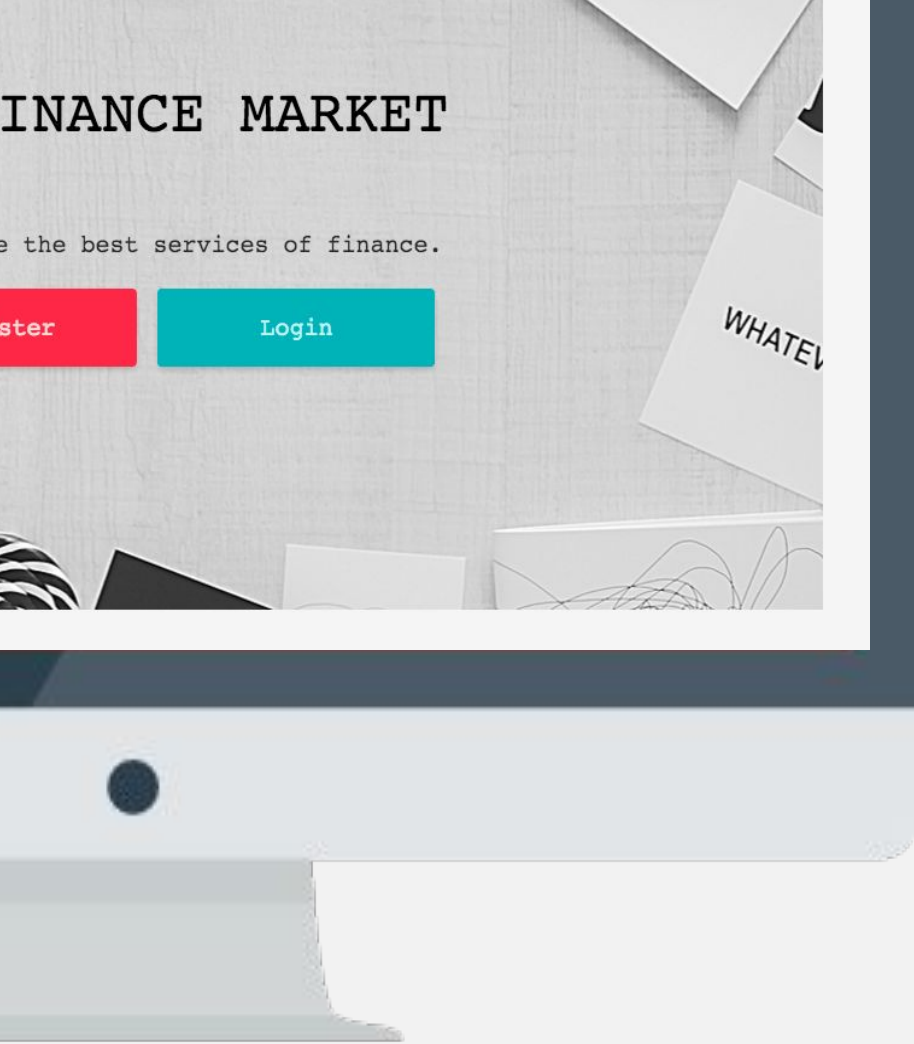 INANCE MARKET
e the best services of finance.
ster
Login
WHATEV